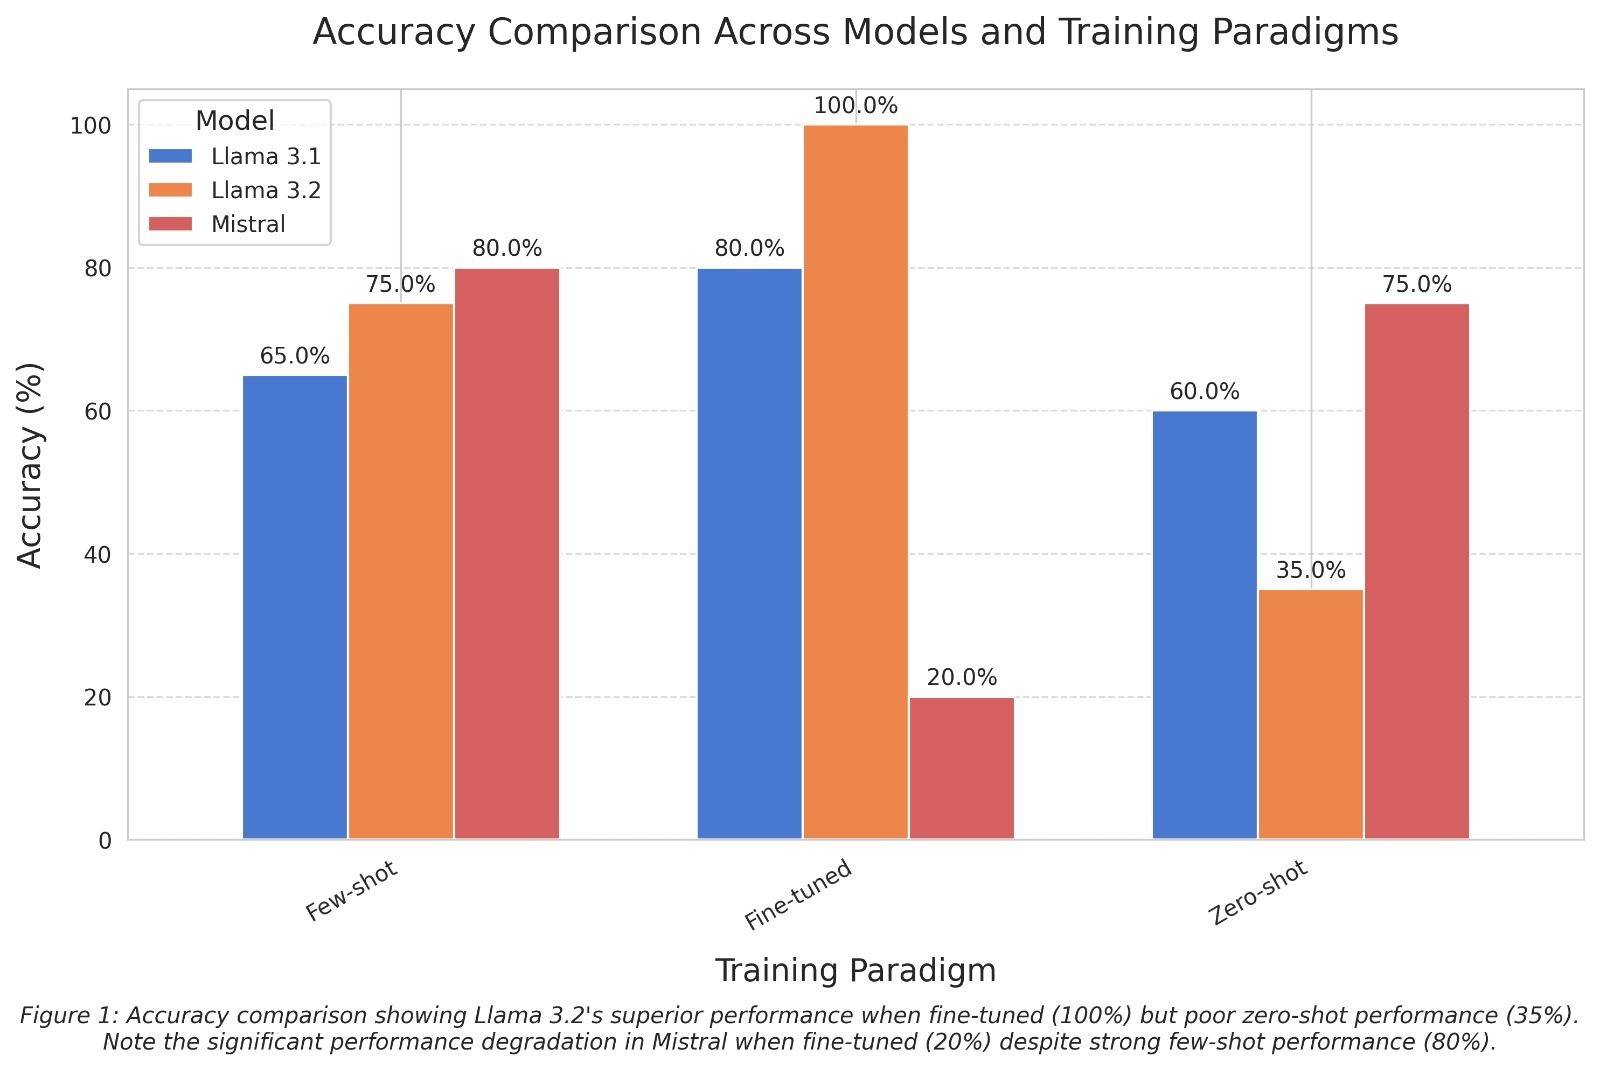 Accuracy Comparison Across Models and Training Paradigms
Model
Llama 3.1
Llama 3.2
Mistral
Accuracy (%)
100
80
60
40
20
0
65.0%
75.0%
80.0%
80.0%
100.0%
20.0%
60.0%
35.0%
75.0%
Few-shot
Fine-tuned
Zero-shot
Training Paradigm
Figure 1: Accuracy comparison showing Llama 3.2's superior performance when fine-tuned (100%) but poor zero-shot performance (35%).
Note the significant performance degradation in Mistral when fine-tuned (20%) despite strong few-shot performance (80%).